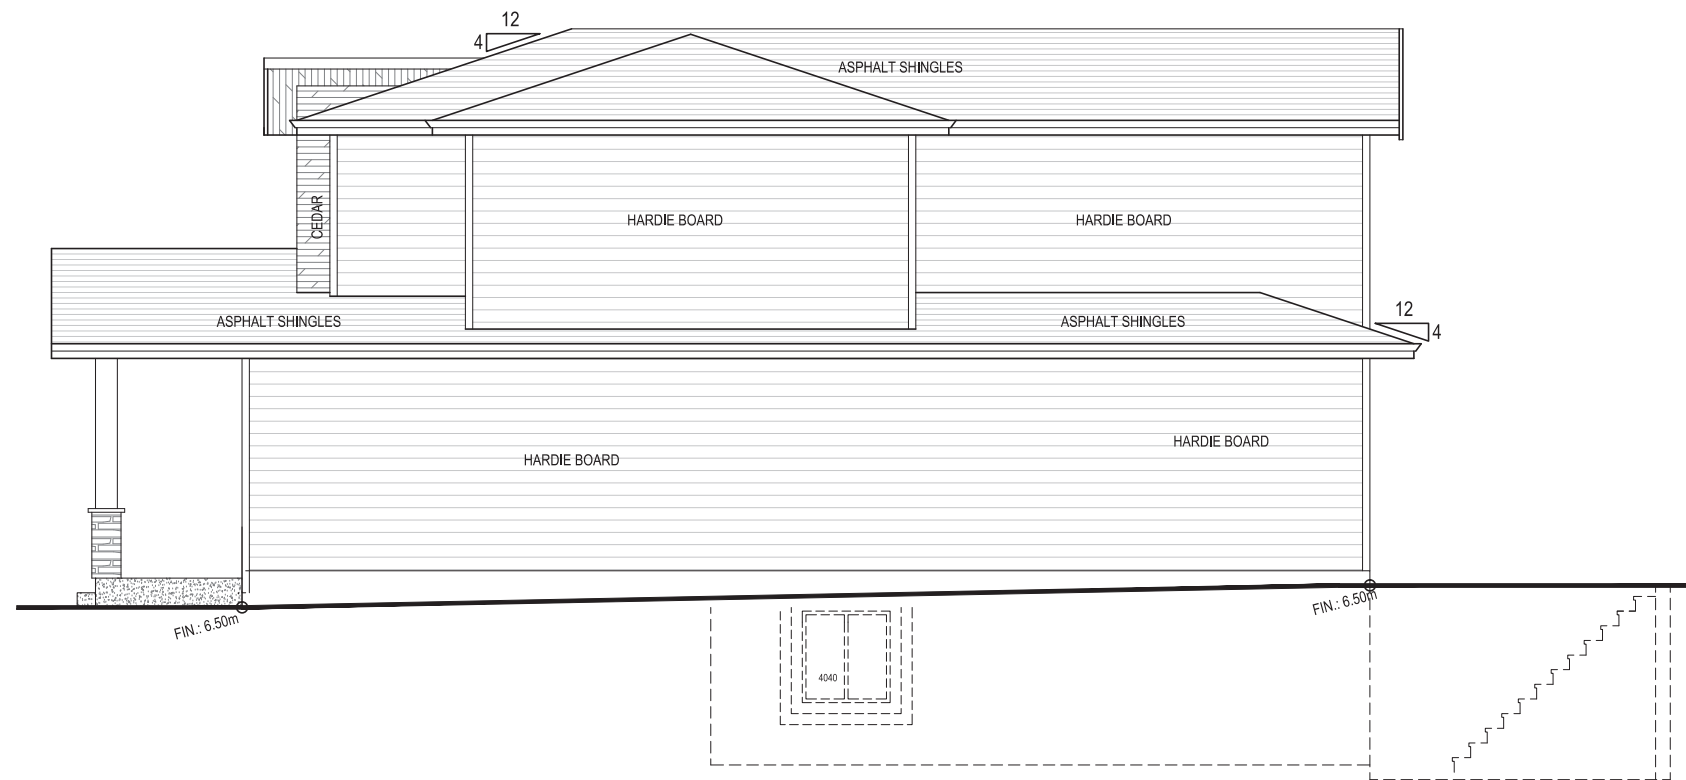 12
4
ASPHALT SHINGLES
CEDAR
HARDIE BOARD
HARDIE BOARD
12
4
ASPHALT SHINGLES
ASPHALT SHINGLES
HARDIE BOARD
HARDIE BOARD
FIN.: 6.50m
FIN.: 6.50m
4040